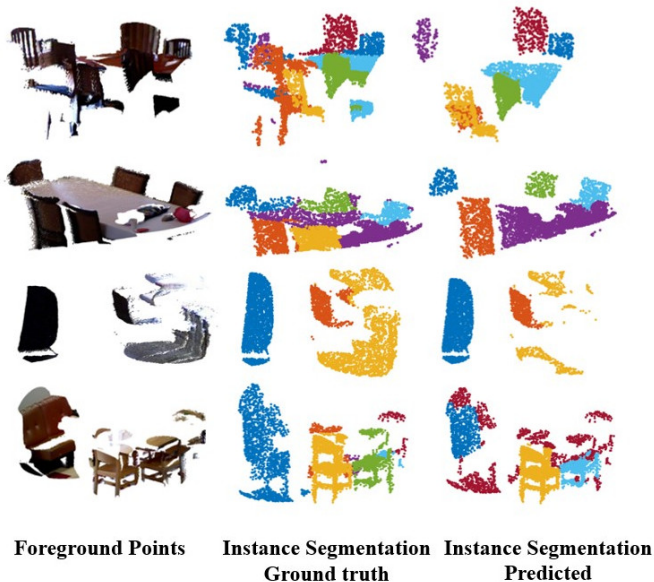 Foreground Points
Instance Segmentation
Ground truth
Instance Segmentation
Predicted